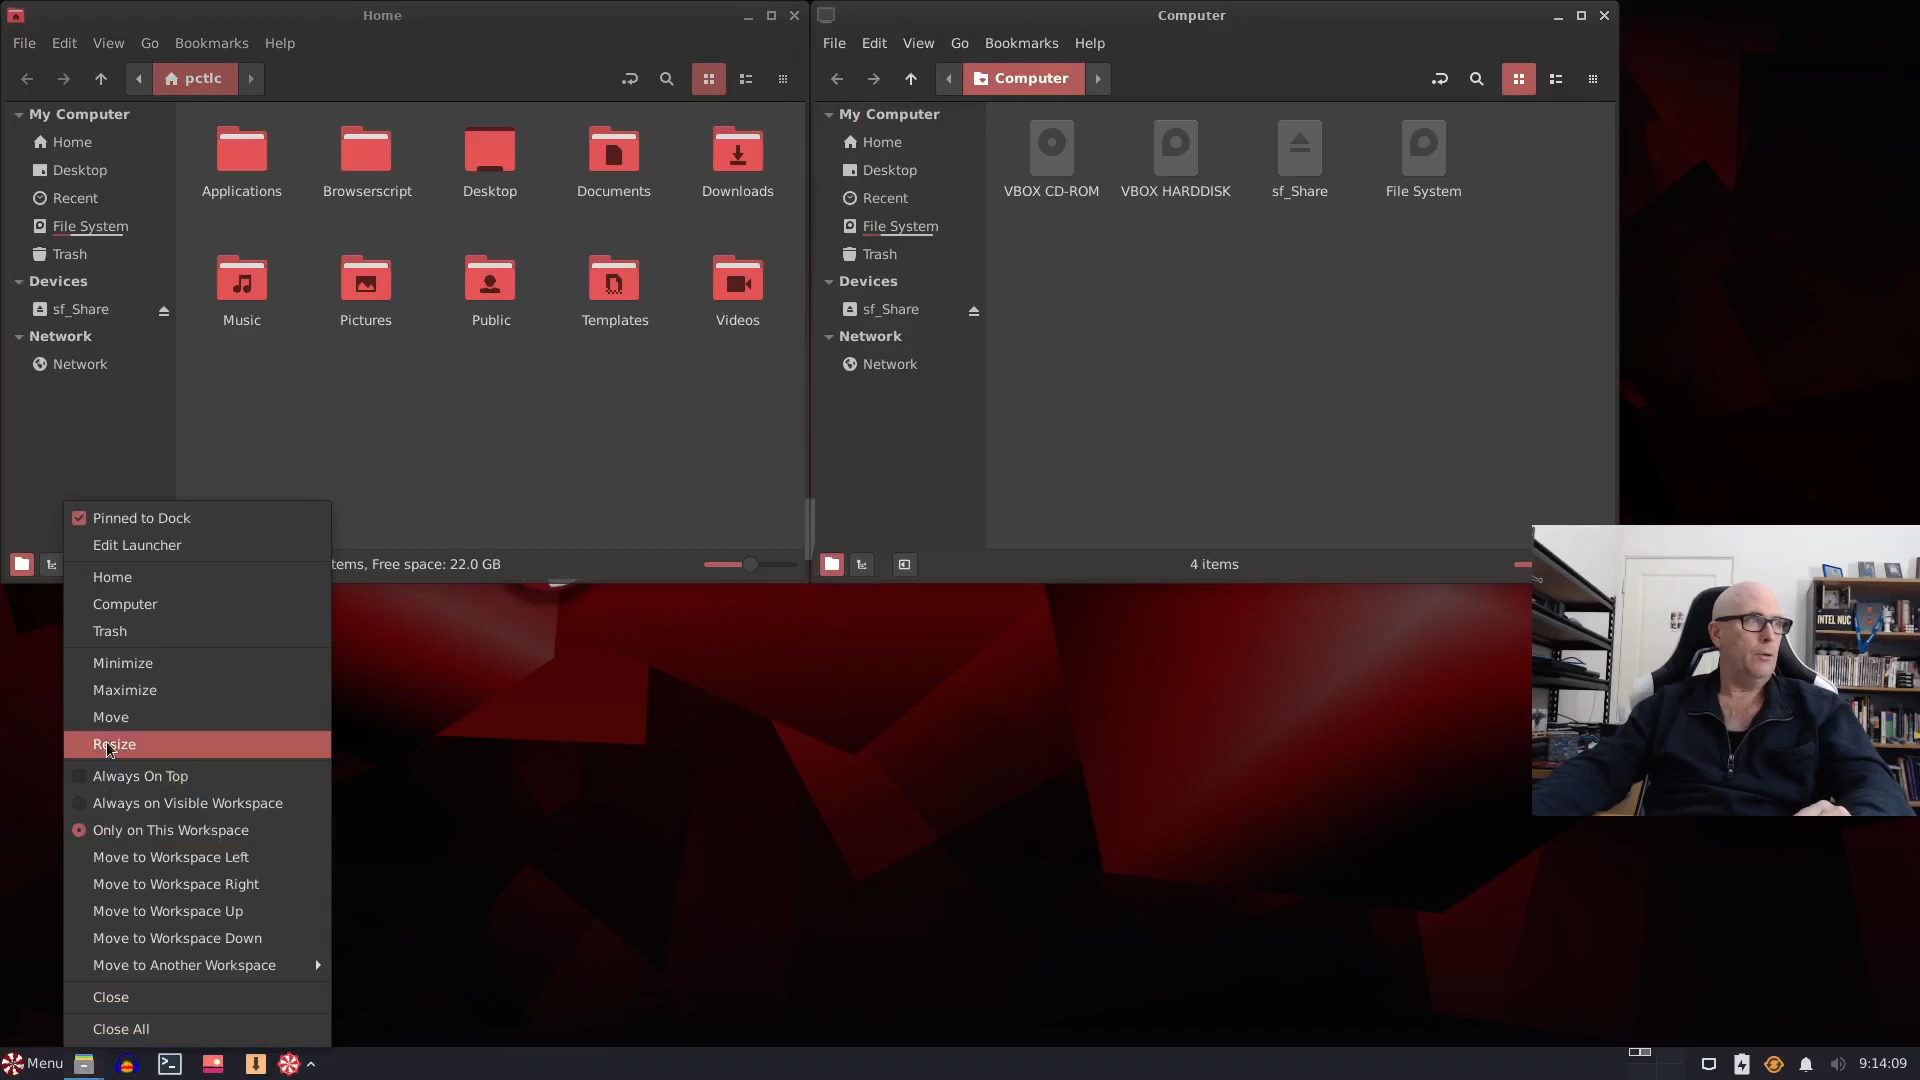 Home
File Edit View Go Bookmarks Help
pctlc
My Computer
Home
Desktop
Recent
File System
Trash
Devices
sf_Share
Network
Network
Applications
Browserscript
Desktop
Documents
Downloads
Music
Pictures
Public
Templates
Videos
tems, Free space: 22.0 GB
Computer
File Edit View Go Bookmarks Help
Computer
My Computer
Home
Desktop
Recent
File System
Trash
Devices
sf_Share
Network
Network
VBOX CD-ROM
VBOX HARDDISK
sf_Share
File System
4 items
Pinned to Dock
Edit Launcher
Home
Computer
Trash
Minimize
Maximize
Move
Resize
Always On Top
Always on Visible Workspace
Only on This Workspace
Move to Workspace Left
Move to Workspace Right
Move to Workspace Up
Move to Workspace Down
Move to Another Workspace
Close
Close All
INTEL NUC
Menu
9:14:09